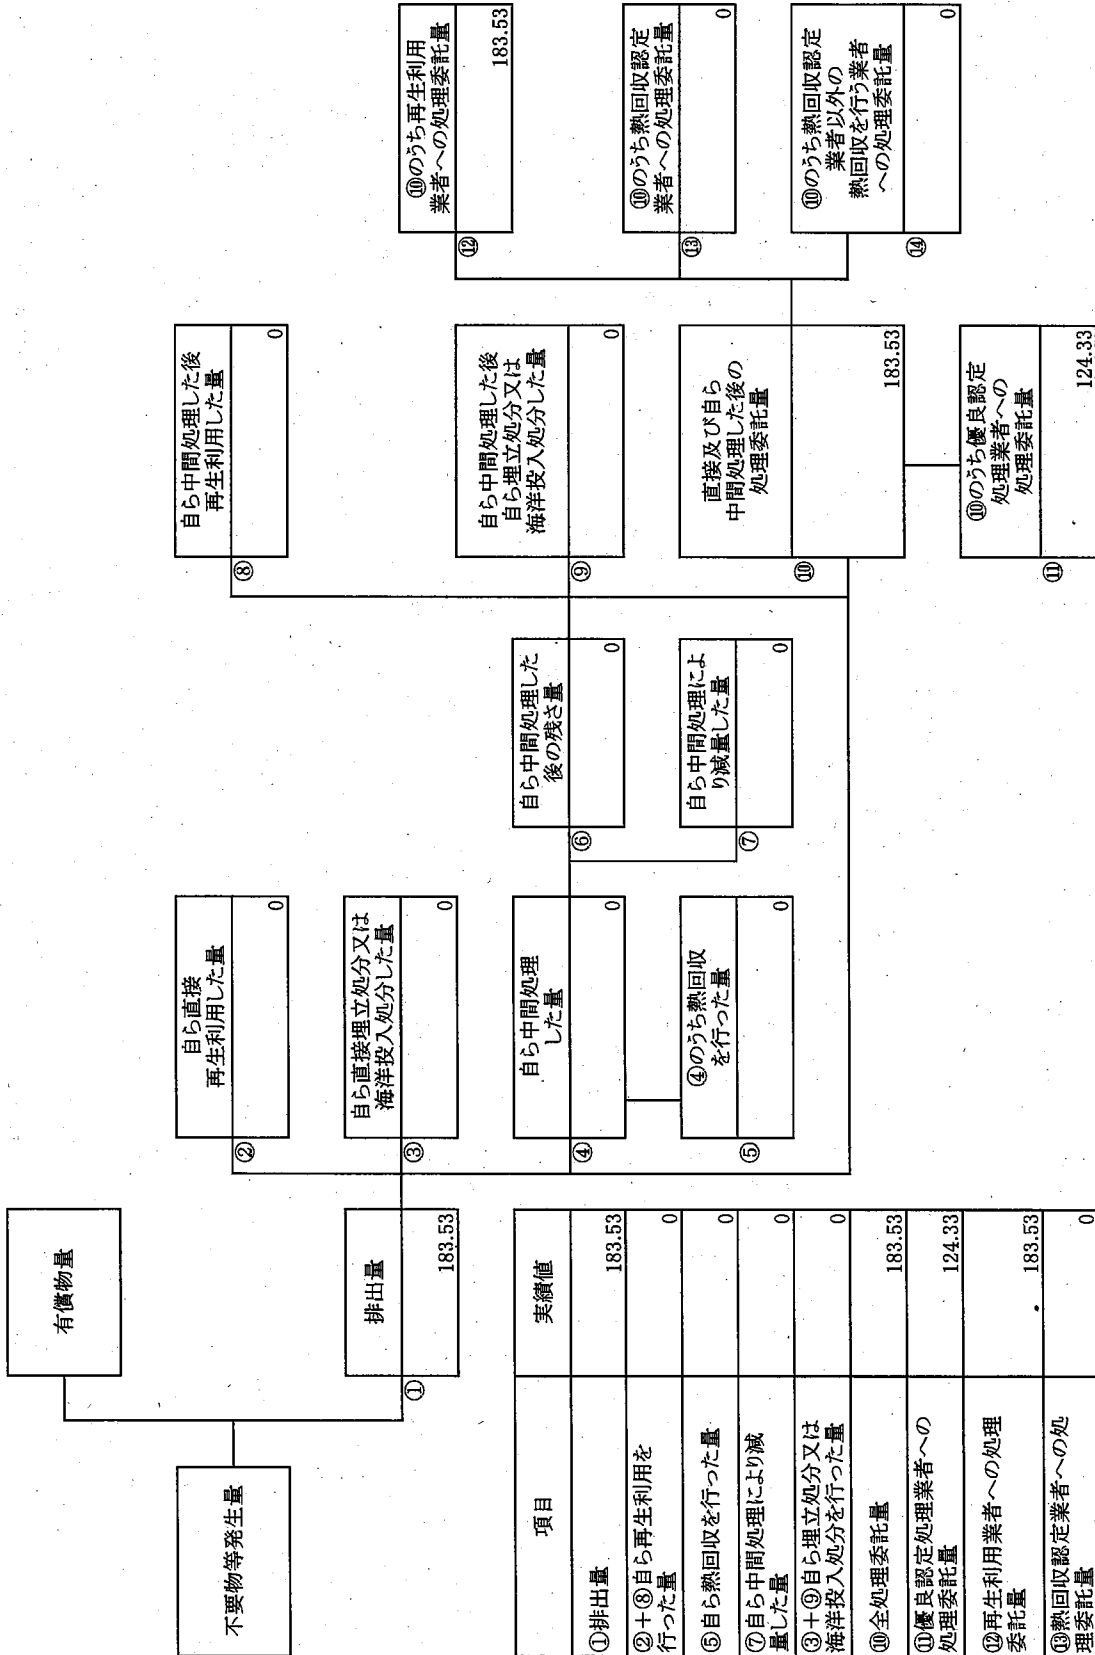 不要物等発生量
有償物量
排出量
①
183.53
自ら直接
再生利用した量
②
0
自ら直接埋立処分又は
海洋投入処分した量
③
0
自ら中間処理
した量
④
0
④のうち熱回収
を行った量
⑤
0
自ら中間処理した
後の残さ量
⑥
0
自ら中間処理によ
り減量した量
⑦
0
自ら中間処理した後
再生利用した量
⑧
0
自ら中間処理した後
自ら埋立処分又は
海洋投入処分した量
⑨
0
直接及び自ら
中間処理した後の
処理委託量
⑩
183.53
⑩のうち優良認定
処理業者への
処理委託量
⑪
124.33
⑩のうち再生利用
業者への処理委託量
⑫
183.53
⑩のうち熱回収認定
業者への処理委託量
⑬
0
⑩のうち熱回収認定
業者以外の
熱回収を行う業者
への処理委託量
⑭
0
項目 実績値
①排出量 183.53
②+⑧自ら再生利用を
行った量 0
⑤自ら熱回収を行った量 0
⑦自ら中間処理により減
量した量 0
③+⑨自ら埋立処分又は
海洋投入処分を行った量 0
⑩全処理委託量 183.53
⑪優良認定処理業者への
処理委託量 124.33
⑫再生利用業者への処理
委託量 183.53
⑬熱回収認定業者への処
理委託量 0